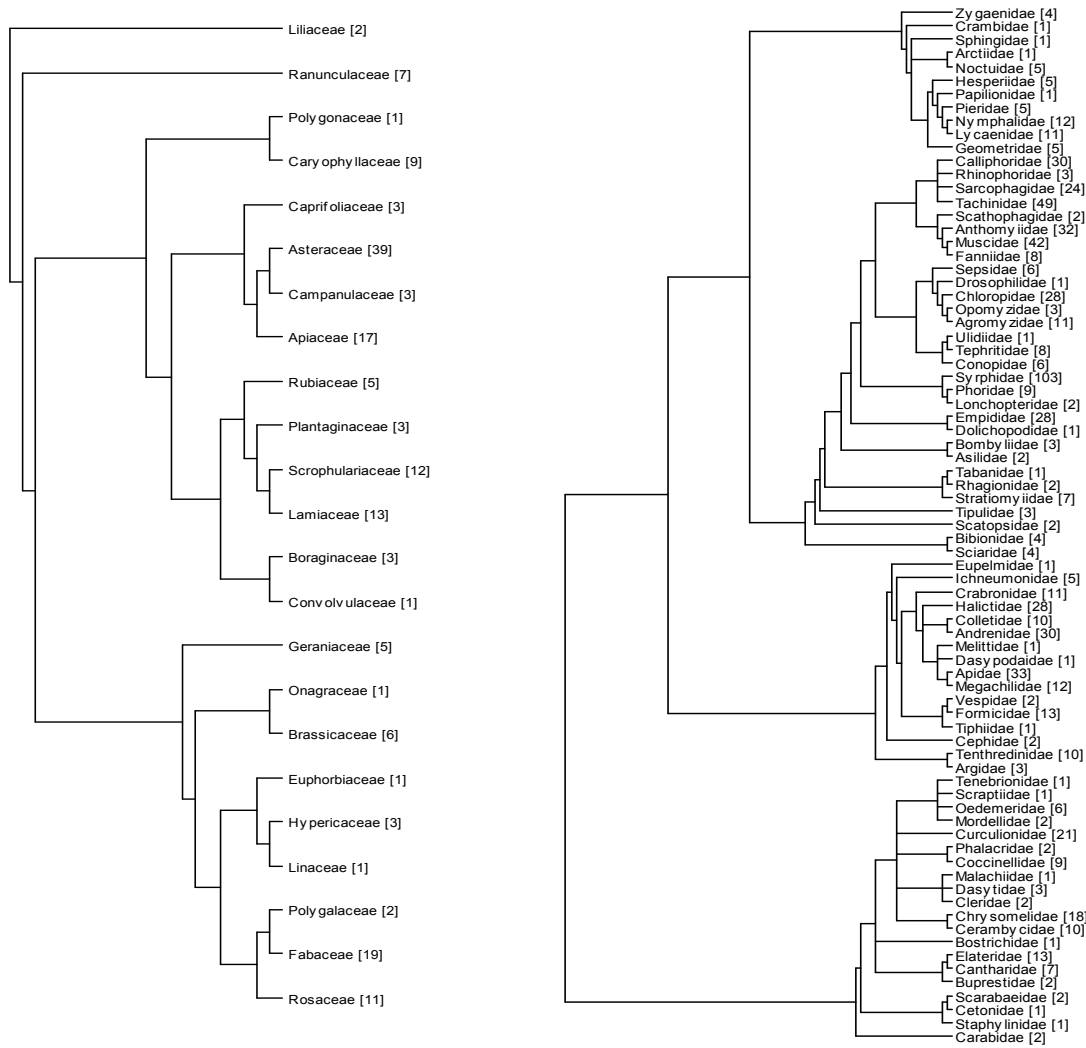 Liliaceae [2]
Ranunculaceae [7]
Polygonaceae [1]
Caryophyllaceae [9]
Caprifoliaceae [3]
Asteraceae [39]
Campanulaceae [3]
Apiaceae [17]
Rubiaceae [5]
Plantaginaceae [3]
Scrophulariaceae [12]
Lamiaceae [13]
Boraginaceae [3]
Convolvulaceae [1]
Geraniaceae [5]
Onagraceae [1]
Brassicaceae [6]
Euphorbiaceae [1]
Hypericaceae [3]
Linaceae [1]
Polygalaceae [2]
Fabaceae [19]
Rosaceae [11]
Zygaenidae [4]
Crambidae [1]
Sphingidae [1]
Arctiidae [1]
Noctuidae [5]
Hesperiidae [5]
Papilionidae [1]
Pieridae [5]
Nymphalidae [12]
Lycaenidae [11]
Geometridae [5]
Calliphoridae [30]
Rhinophoridae [3]
Sarcophagidae [24]
Tachinidae [49]
Scathophagidae [2]
Anthomyiidae [32]
Muscidae [42]
Fanniidae [8]
Sepsidae [6]
Drosophilidae [1]
Chloropidae [28]
Opomyzidae [3]
Agromyzidae [11]
Ulidiidae [1]
Tephritidae [8]
Conopidae [6]
Syrphidae [103]
Phoridae [9]
Lonchopteridae [2]
Empididae [28]
Dolichopodidae [1]
Bombyliidae [3]
Asilidae [2]
Tabanidae [1]
Rhagionidae [2]
Stratiomyiidae [7]
Tipulidae [3]
Scatopsidae [2]
Bibionidae [4]
Sciaridae [4]
Eupelmidae [1]
Ichneumonidae [5]
Crabronidae [11]
Halictidae [28]
Colletidae [10]
Andrenidae [30]
Melittidae [1]
Dasypodaidae [1]
Apidae [33]
Megachilidae [12]
Vespidae [2]
Formicidae [13]
Tiphiidae [1]
Cephidae [2]
Tenthredinidae [10]
Argidae [3]
Tenebrionidae [1]
Scraptiidae [1]
Oedemeridae [6]
Mordellidae [2]
Curculionidae [21]
Phalacridae [2]
Coccinellidae [9]
Malachiidae [1]
Dasytidae [3]
Cleridae [2]
Chrysomelidae [18]
Cerambycidae [10]
Bostrichidae [1]
Elateridae [13]
Cantharidae [7]
Buprestidae [2]
Scarabaeidae [2]
Cetonidae [1]
Staphylinidae [1]
Carabidae [2]